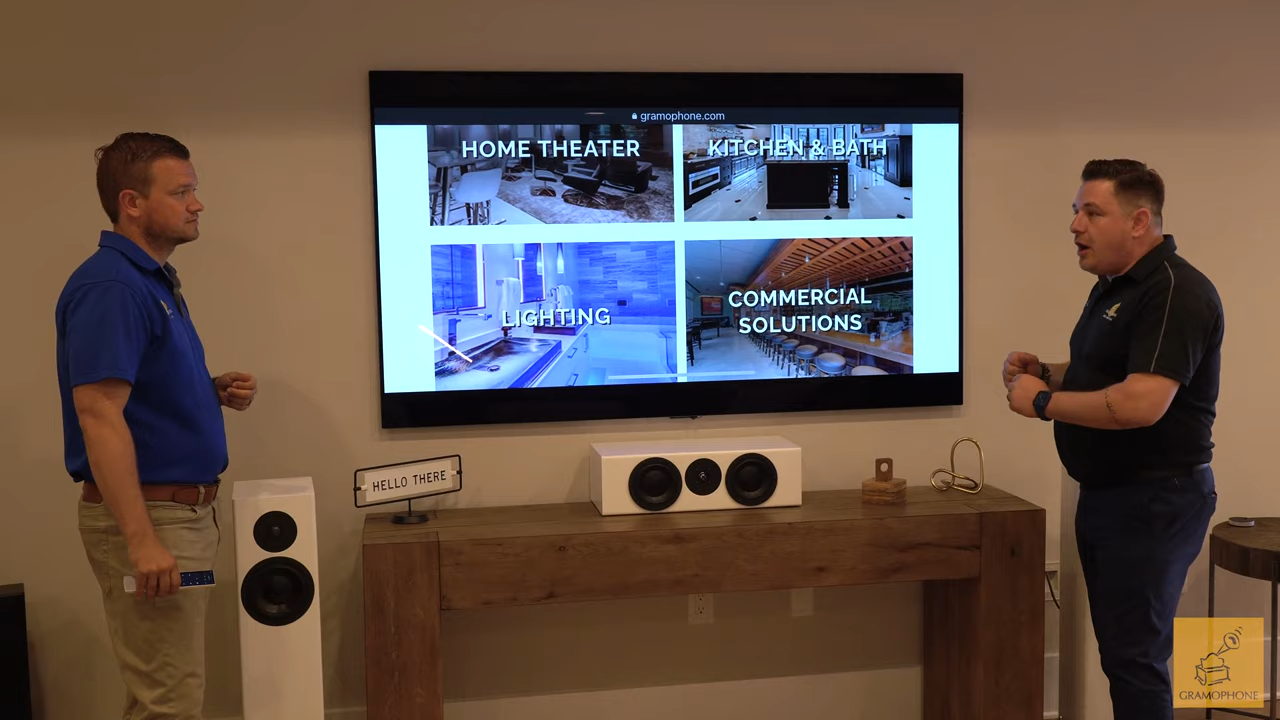 gramophone.com
HOME THEATER
KITCHEN & BATH
LIGHTING
COMMERCIAL
SOLUTIONS
HELLO THERE
GRAMOPHONE